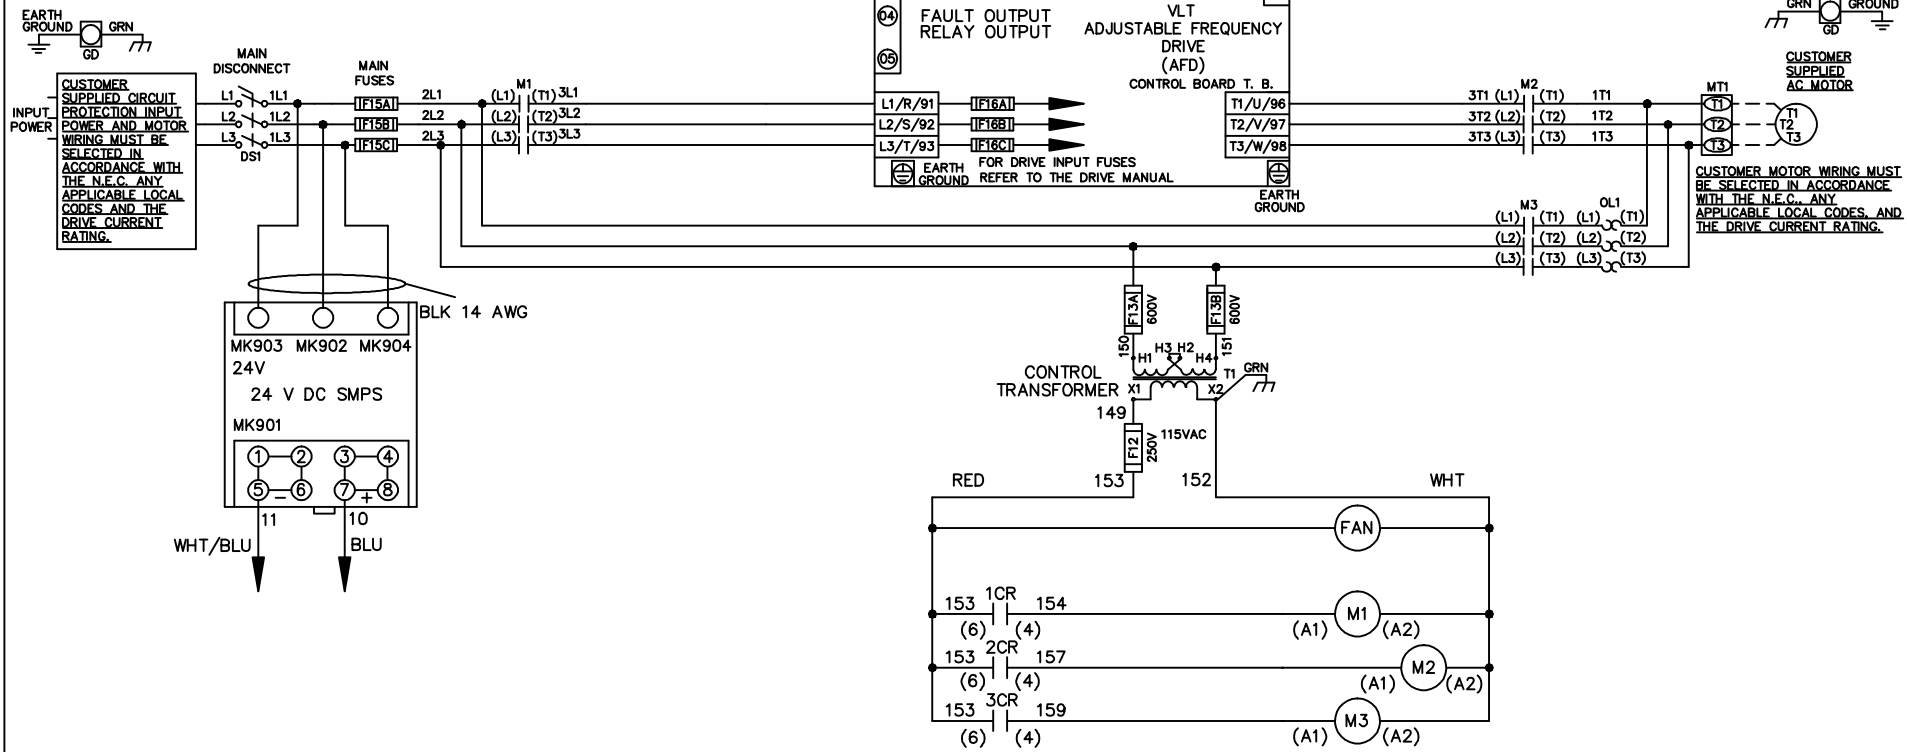 EARTH
GROUND
GRN
GD
MAIN
DISCONNECT
MAIN
FUSES
INPUT
POWER
CUSTOMER
SUPPLIED CIRCUIT
PROTECTION INPUT
POWER AND MOTOR
WIRING MUST BE
SELECTED IN
ACCORDANCE WITH
THE N.E.C. ANY
APPLICABLE LOCAL
CODES AND THE
DRIVE CURRENT
RATING.
L1 1L1 F15A 2L1 (L1) M1 (T1) 3L1
L2 1L2 F15B 2L2 (L2) (T2) 3L2
L3 1L3 F15C 2L3 (L3) (T3) 3L3
DS1
04 FAULT OUTPUT
RELAY OUTPUT
05
VLT
ADJUSTABLE FREQUENCY
DRIVE
(AFD)
CONTROL BOARD T. B.
L1/R/91 F16A T1/U/96
L2/S/92 F16B T2/V/97
L3/T/93 F16C T3/W/98
EARTH
GROUND
FOR DRIVE INPUT FUSES
REFER TO THE DRIVE MANUAL
EARTH
GROUND
GRN GROUND
GD
CUSTOMER
SUPPLIED
AC MOTOR
M2 MT1
3T1 (L1) (T1) 1T1 T1 T1
3T2 (L2) (T2) 1T2 T2 T2
3T3 (L3) (T3) 1T3 T3 T3
CUSTOMER MOTOR WIRING MUST
BE SELECTED IN ACCORDANCE
WITH THE N.E.C., ANY
APPLICABLE LOCAL CODES, AND
THE DRIVE CURRENT RATING.
M3 OL1
(L1) (T1) (L1) (T1)
(L2) (T2) (L2) (T2)
(L3) (T3) (L3) (T3)
BLK 14 AWG
MK903 MK902 MK904
24V
24 V DC SMPS
MK901
1 2 3 4
5 − 6 7 + 8
11 10
WHT/BLU BLU
F13A 600V F13B 600V
150 151
H1 H3 H2 H4
CONTROL
TRANSFORMER
T1 GRN
X1 X2
149
F12 250V 115VAC
153 152
RED WHT
FAN
153 1CR 154 M1
(6) (4) (A1) (A2)
153 2CR 157 M2
(6) (4) (A1) (A2)
153 3CR 159 M3
(6) (4) (A1) (A2)